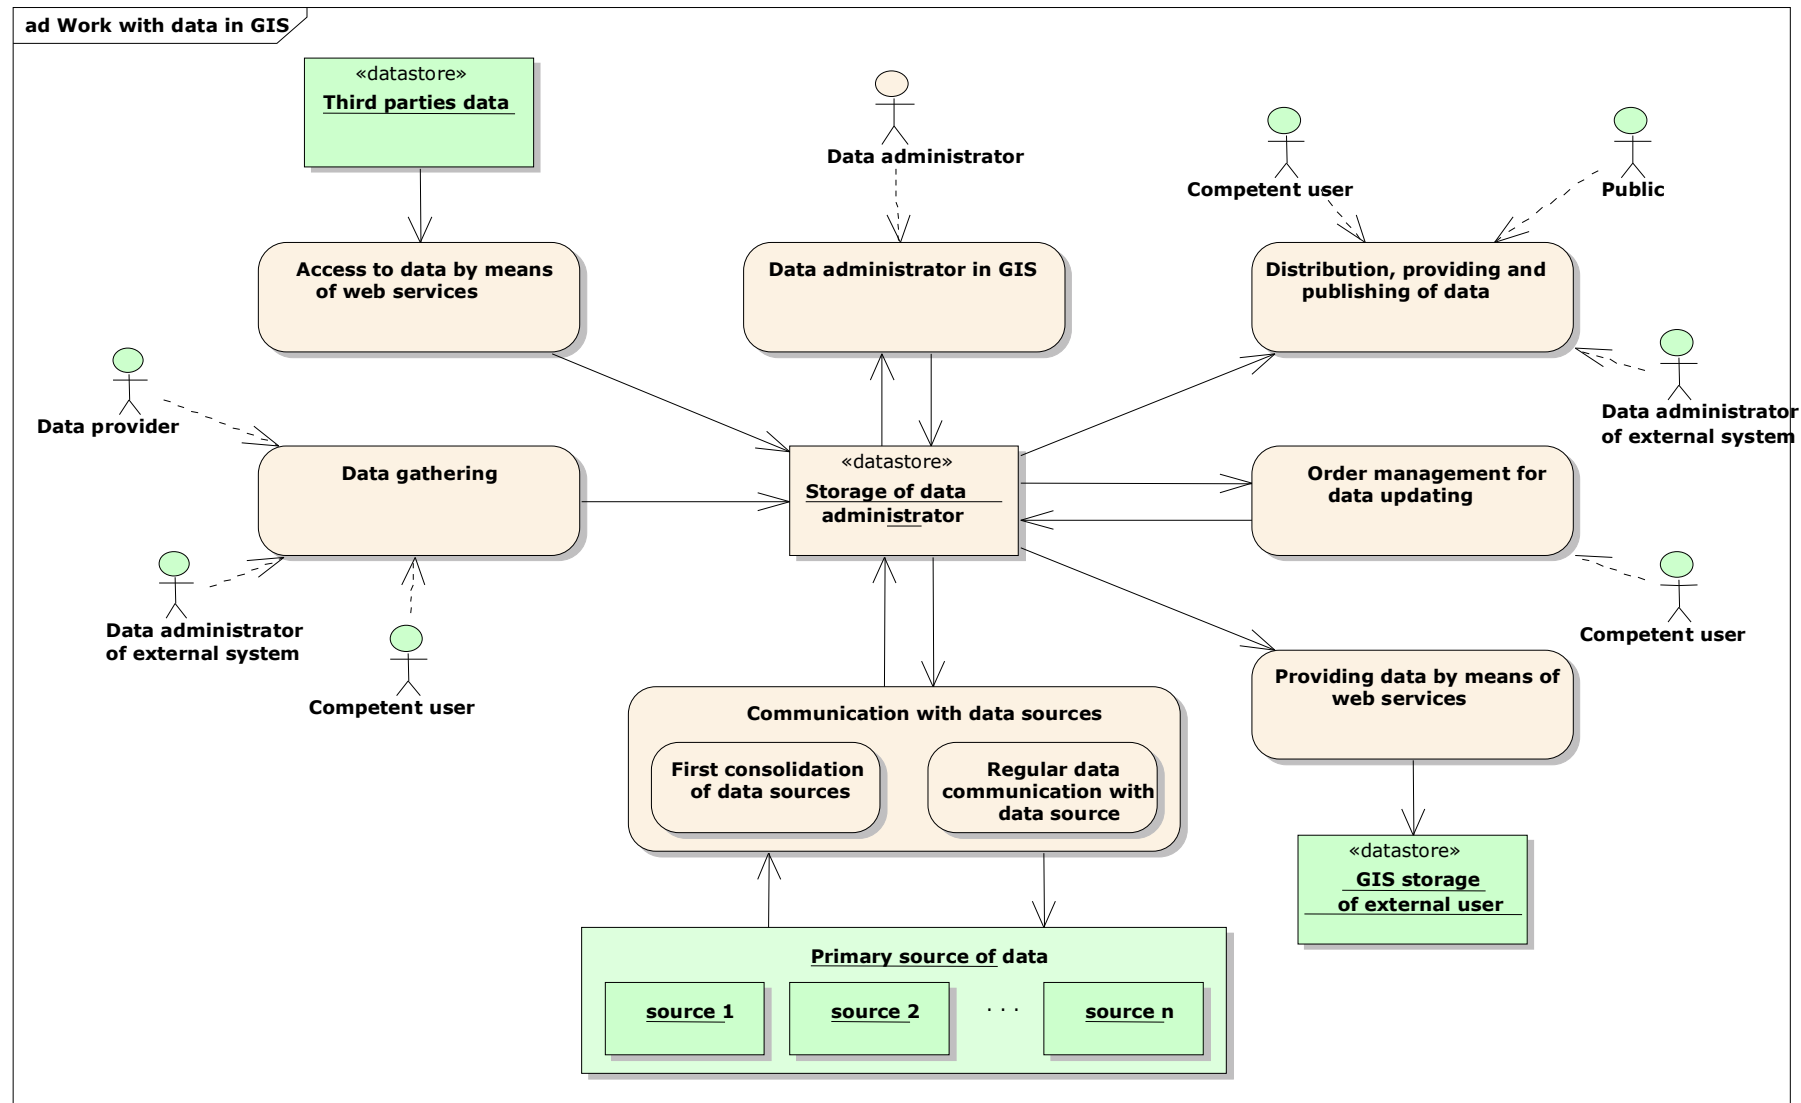 ad Work with data in GIS
«datastore»
Third parties data
Data administrator
Competent user
Public
Access to data by means
of web services
Data administrator in GIS
Distribution, providing and
publishing of data
Data provider
Data administrator
of external system
Data gathering
«datastore»
Storage of data
administrator
Order management for
data updating
Data administrator
of external system
Competent user
Competent user
Providing data by means of
web services
Communication with data sources
First consolidation
of data sources
Regular data
communication with
data source
«datastore»
GIS storage
of external user
Primary source of data
source 1
source 2
. . .
source n